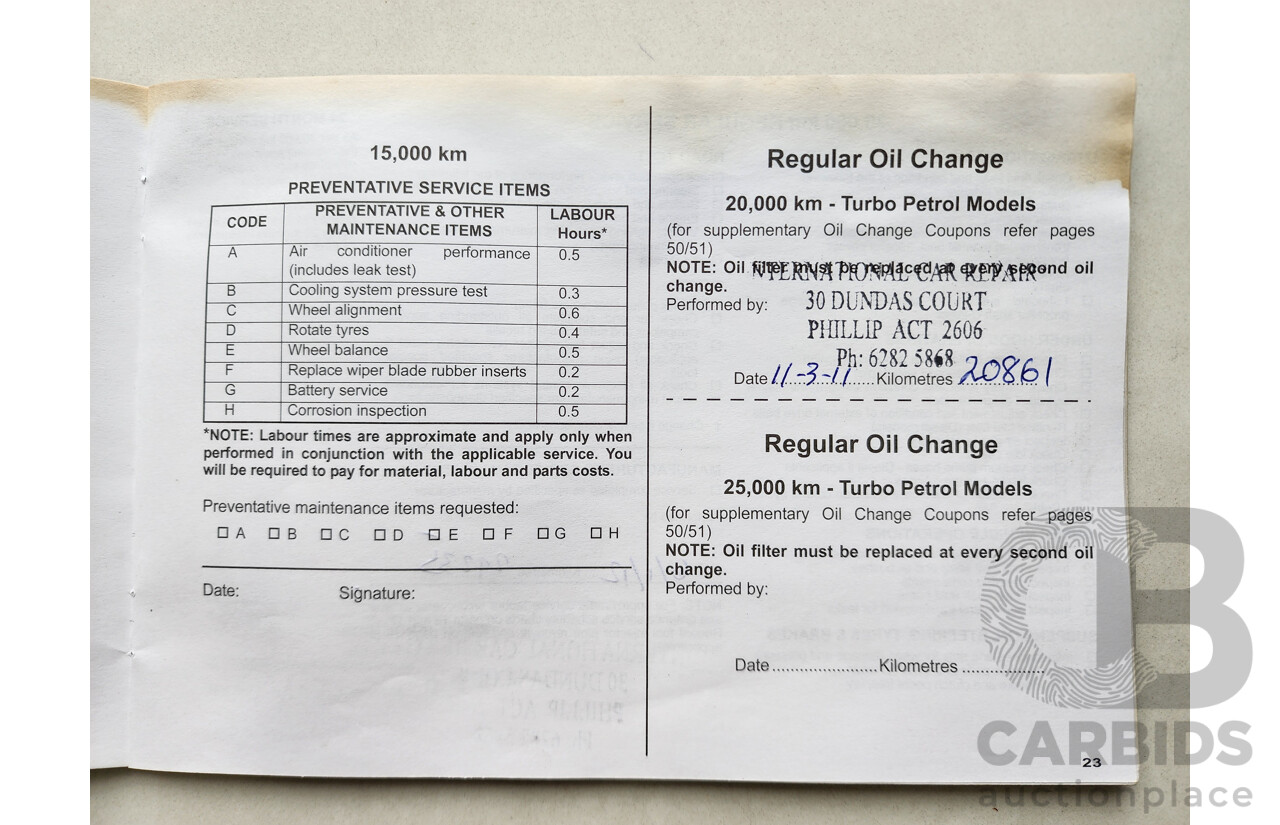 15,000 km
PREVENTATIVE SERVICE ITEMS
CODE PREVENTATIVE & OTHER MAINTENANCE ITEMS LABOUR Hours*
A Air conditioner performance (includes leak test) 0.5
B Cooling system pressure test 0.3
C Wheel alignment 0.6
D Rotate tyres 0.4
E Wheel balance 0.5
F Replace wiper blade rubber inserts 0.2
G Battery service 0.2
H Corrosion inspection 0.5
*NOTE: Labour times are approximate and apply only when
performed in conjunction with the applicable service. You
will be required to pay for material, labour and parts costs.
Preventative maintenance items requested:
A B C D E F G H
Date: Signature:
Regular Oil Change
20,000 km - Turbo Petrol Models
(for supplementary Oil Change Coupons refer pages
50/51)
NOTE: Oil filter must be replaced at every second oil
change.
INTERNATIONAL CAR REPAIR
Performed by: 30 DUNDAS COURT
PHILLIP ACT 2606
Ph: 6282 5868
Date 11-3-11 Kilometres 20861
Regular Oil Change
25,000 km - Turbo Petrol Models
(for supplementary Oil Change Coupons refer pages
50/51)
NOTE: Oil filter must be replaced at every second oil
change.
Performed by:
Date ...................... Kilometres ..................
23
CB
CARBIDS
auctionplace